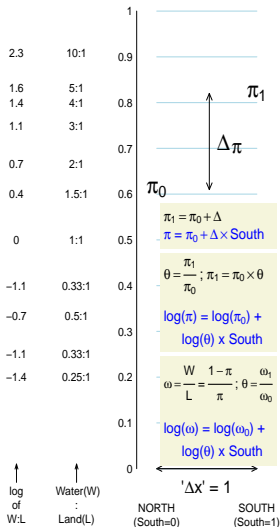 1
2.3 10:1 0.9
1.6 5:1 π1
1.4 4:1 0.8
1.1 3:1
0.7
Δπ
0.7 2:1
0.4 1.5:1 0.6 π0
π1 = π0 + Δ
π = π0 + Δ × South
0 1:1 0.5
θ = π1 / π0 ; π1 = π0 × θ
−1.1 0.33:1 0.4
−0.7 0.5:1
log(π) = log(π0) +
log(θ) x South
0.3
−1.1 0.33:1
−1.4 0.25:1 0.2
ω = W / L = 1 − π / π ; θ = ω1 / ω0
log(ω) = log(ω0) +
log(θ) x South
0.1
0
'Δx' = 1
log
of
W:L
Water(W)
:
Land(L)
NORTH
(South=0)
SOUTH
(South=1)